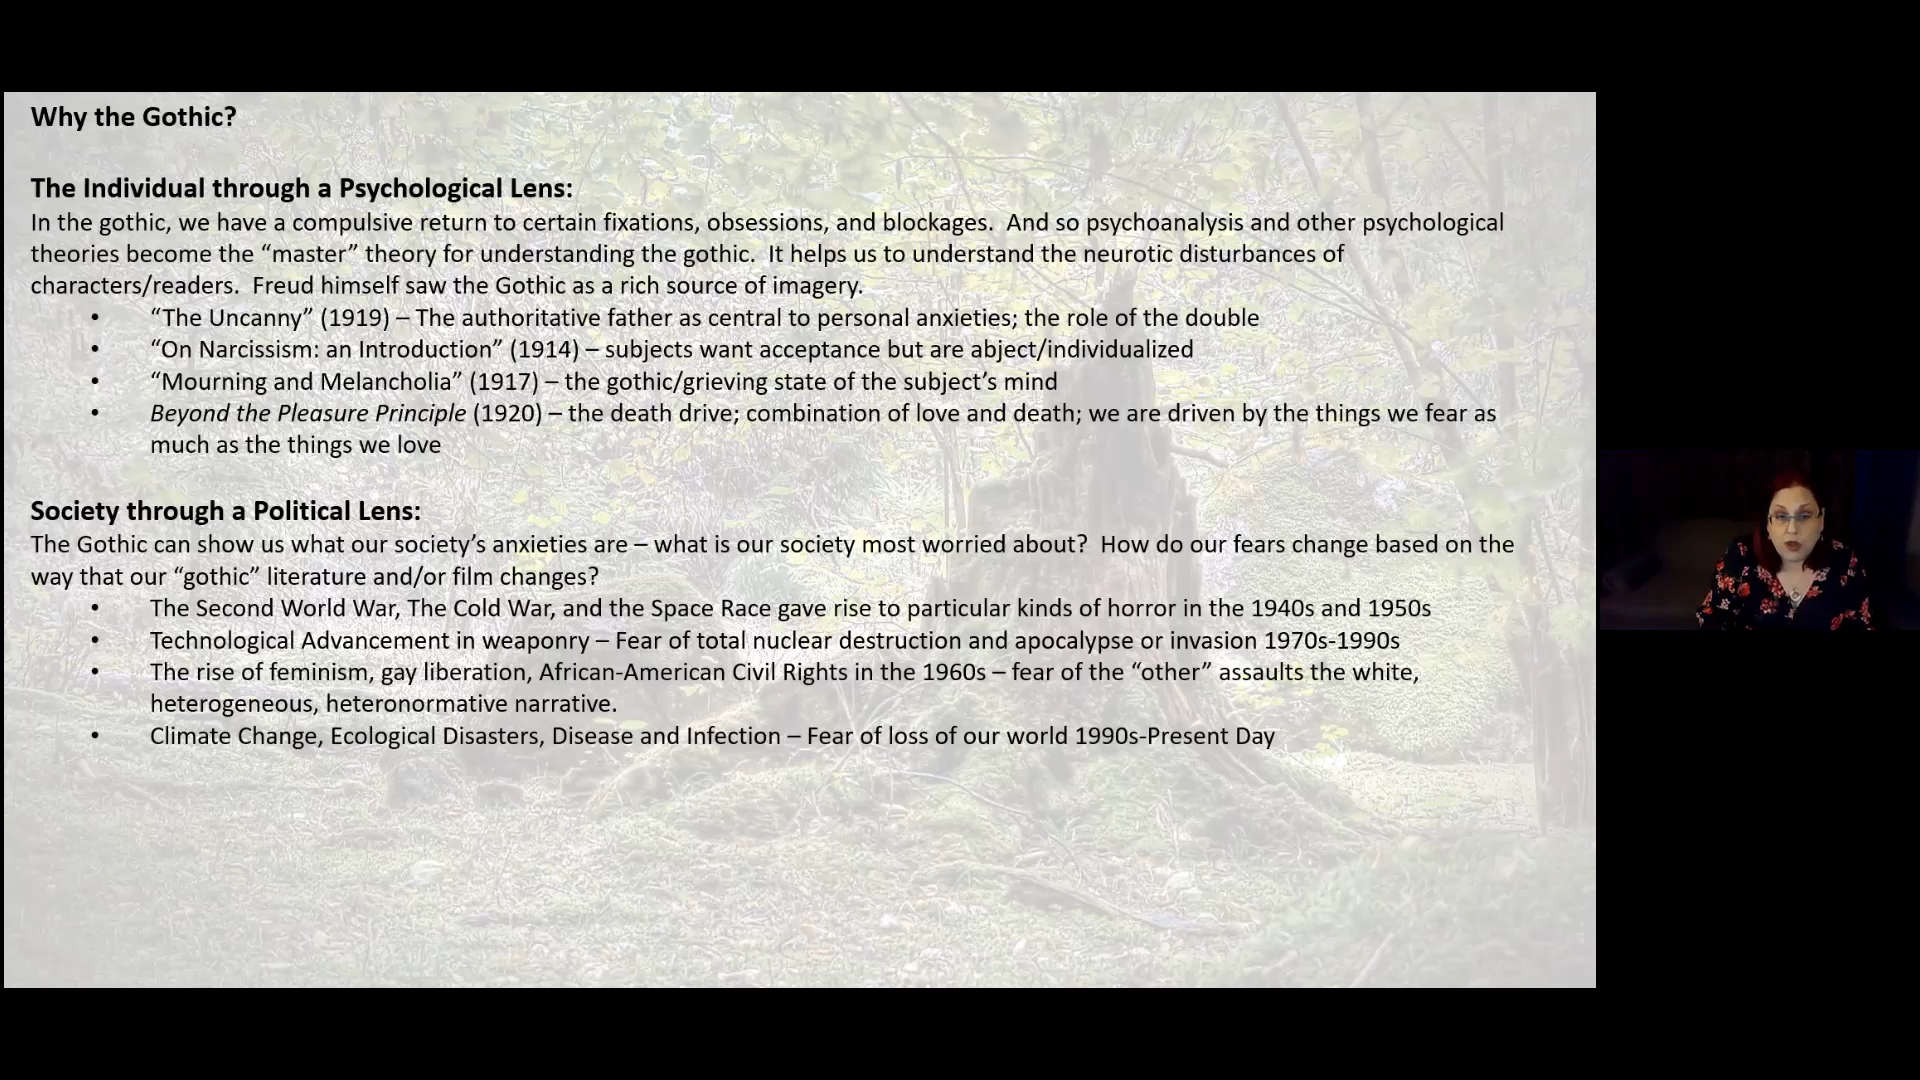 Why the Gothic?
The Individual through a Psychological Lens:
In the gothic, we have a compulsive return to certain fixations, obsessions, and blockages.  And so psychoanalysis and other psychological
theories become the “master” theory for understanding the gothic.  It helps us to understand the neurotic disturbances of
characters/readers.  Freud himself saw the Gothic as a rich source of imagery.
• “The Uncanny” (1919) – The authoritative father as central to personal anxieties; the role of the double
• “On Narcissism: an Introduction” (1914) – subjects want acceptance but are abject/individualized
• “Mourning and Melancholia” (1917) – the gothic/grieving state of the subject’s mind
• Beyond the Pleasure Principle (1920) – the death drive; combination of love and death; we are driven by the things we fear as
much as the things we love
Society through a Political Lens:
The Gothic can show us what our society’s anxieties are – what is our society most worried about?  How do our fears change based on the
way that our “gothic” literature and/or film changes?
• The Second World War, The Cold War, and the Space Race gave rise to particular kinds of horror in the 1940s and 1950s
• Technological Advancement in weaponry – Fear of total nuclear destruction and apocalypse or invasion 1970s-1990s
• The rise of feminism, gay liberation, African-American Civil Rights in the 1960s – fear of the “other” assaults the white,
heterogeneous, heteronormative narrative.
• Climate Change, Ecological Disasters, Disease and Infection – Fear of loss of our world 1990s-Present Day